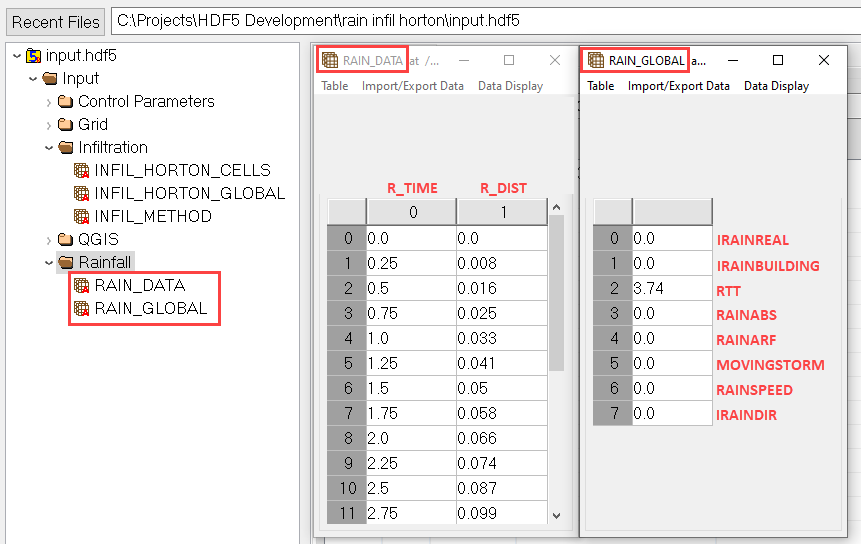 Recent Files C:\Projects\HDF5 Development\rain infil horton\input.hdf5
input.hdf5
Input
Control Parameters
Grid
Infiltration
INFIL_HORTON_CELLS
INFIL_HORTON_GLOBAL
INFIL_METHOD
QGIS
Rainfall
RAIN_DATA
RAIN_GLOBAL
RAIN_DATA at /...
Table Import/Export Data Data Display
R_TIME R_DIST
0 1
0 0.0 0.0
1 0.25 0.008
2 0.5 0.016
3 0.75 0.025
4 1.0 0.033
5 1.25 0.041
6 1.5 0.05
7 1.75 0.058
8 2.0 0.066
9 2.25 0.074
10 2.5 0.087
11 2.75 0.099
RAIN_GLOBAL a...
Table Import/Export Data Data Display
0 0.0 IRAINREAL
1 0.0 IRAINBUILDING
2 3.74 RTT
3 0.0 RAINABS
4 0.0 RAINARF
5 0.0 MOVINGSTORM
6 0.0 RAINSPEED
7 0.0 IRAINDIR